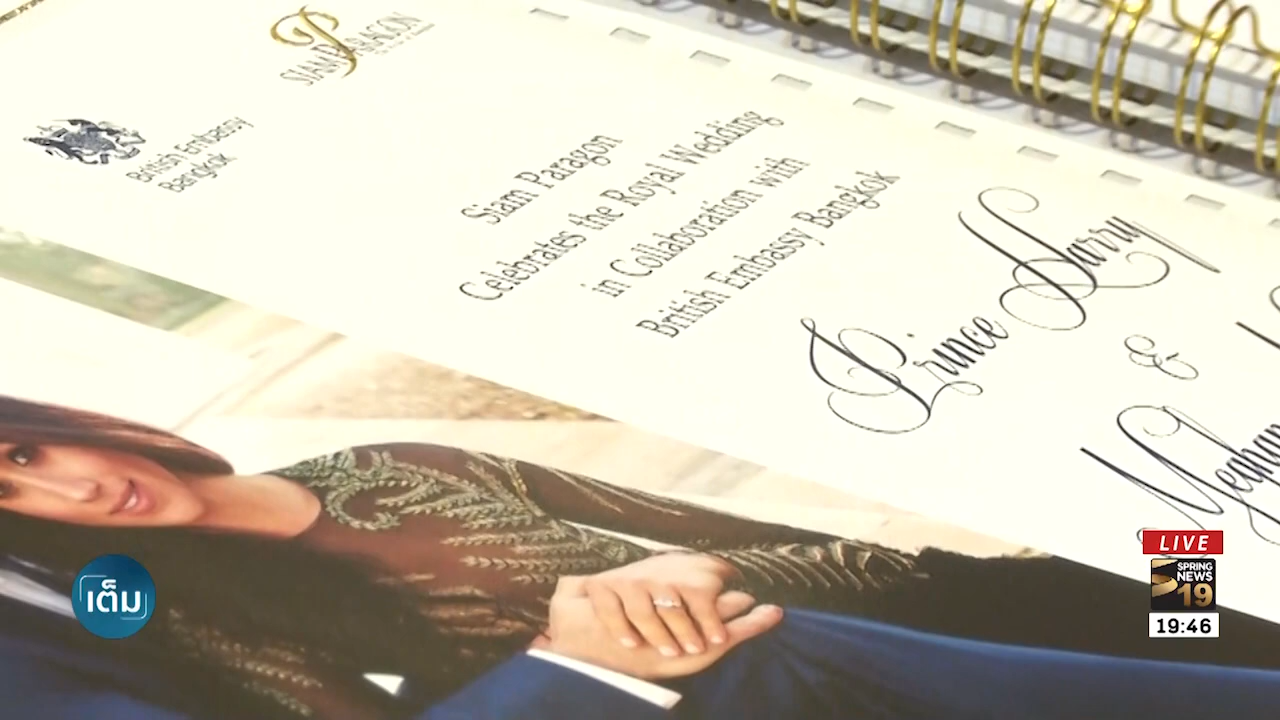 SIAM PARAGON
British Embassy
Bangkok
Siam Paragon
Celebrates the Royal Wedding
in Collaboration with
British Embassy Bangkok
Prince Harry
&
Meghan
LIVE
SPRING
NEWS
19
19:46
เต็ม